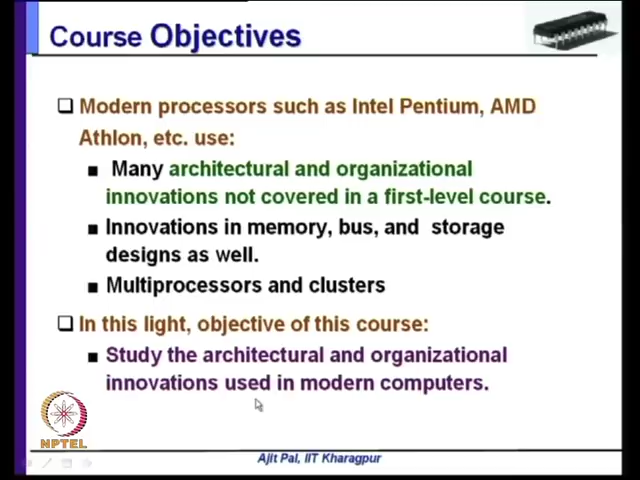 Course Objectives
Modern processors such as Intel Pentium, AMD
Athlon, etc. use:
Many architectural and organizational
innovations not covered in a first-level course.
Innovations in memory, bus, and storage
designs as well.
Multiprocessors and clusters
In this light, objective of this course:
Study the architectural and organizational
innovations used in modern computers.
NPTEL
Ajit Pal, IIT Kharagpur